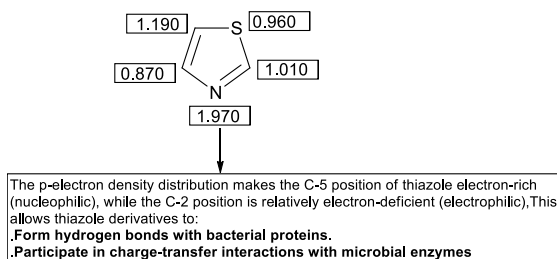 1.190
S
0.960
0.870
1.010
N
1.970
The p-electron density distribution makes the C-5 position of thiazole electron-rich
(nucleophilic), while the C-2 position is relatively electron-deficient (electrophilic),This
allows thiazole derivatives to:
.Form hydrogen bonds with bacterial proteins.
.Participate in charge-transfer interactions with microbial enzymes